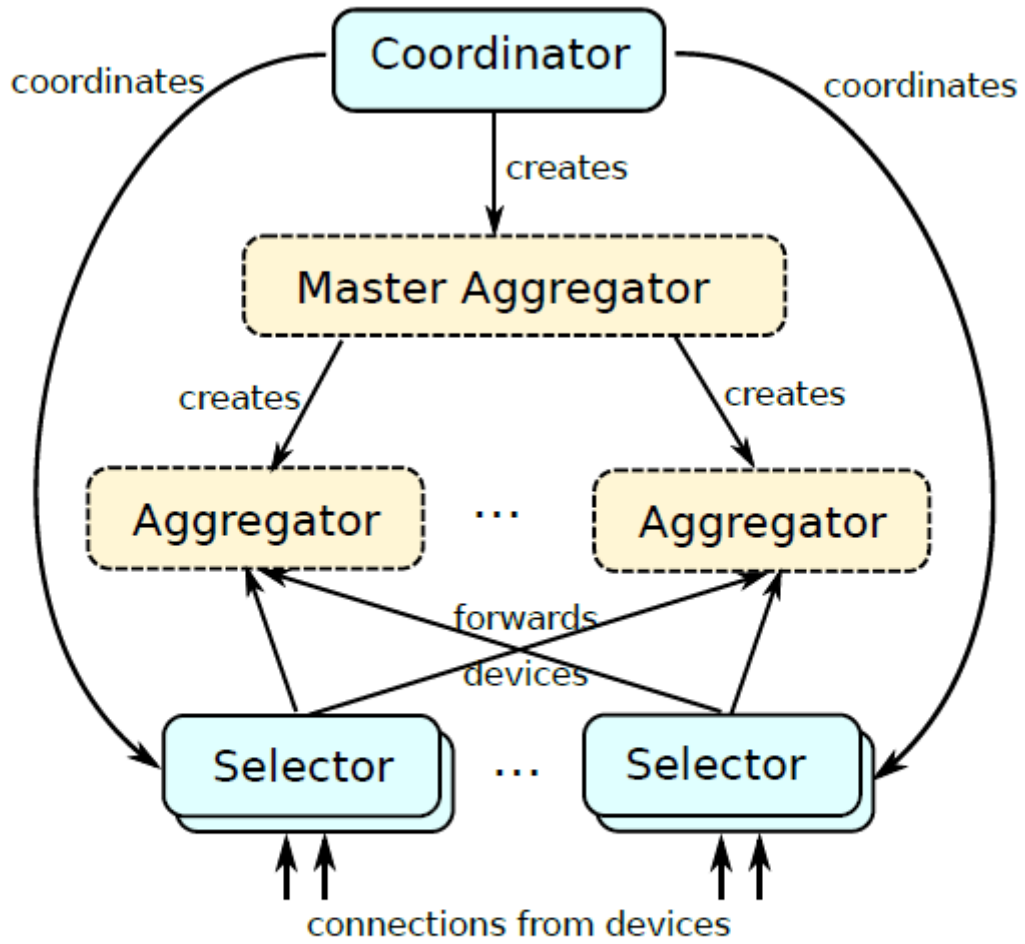 Coordinator
coordinates
coordinates
creates
Master Aggregator
creates
creates
Aggregator
...
Aggregator
forwards
devices
Selector
...
Selector
connections from devices